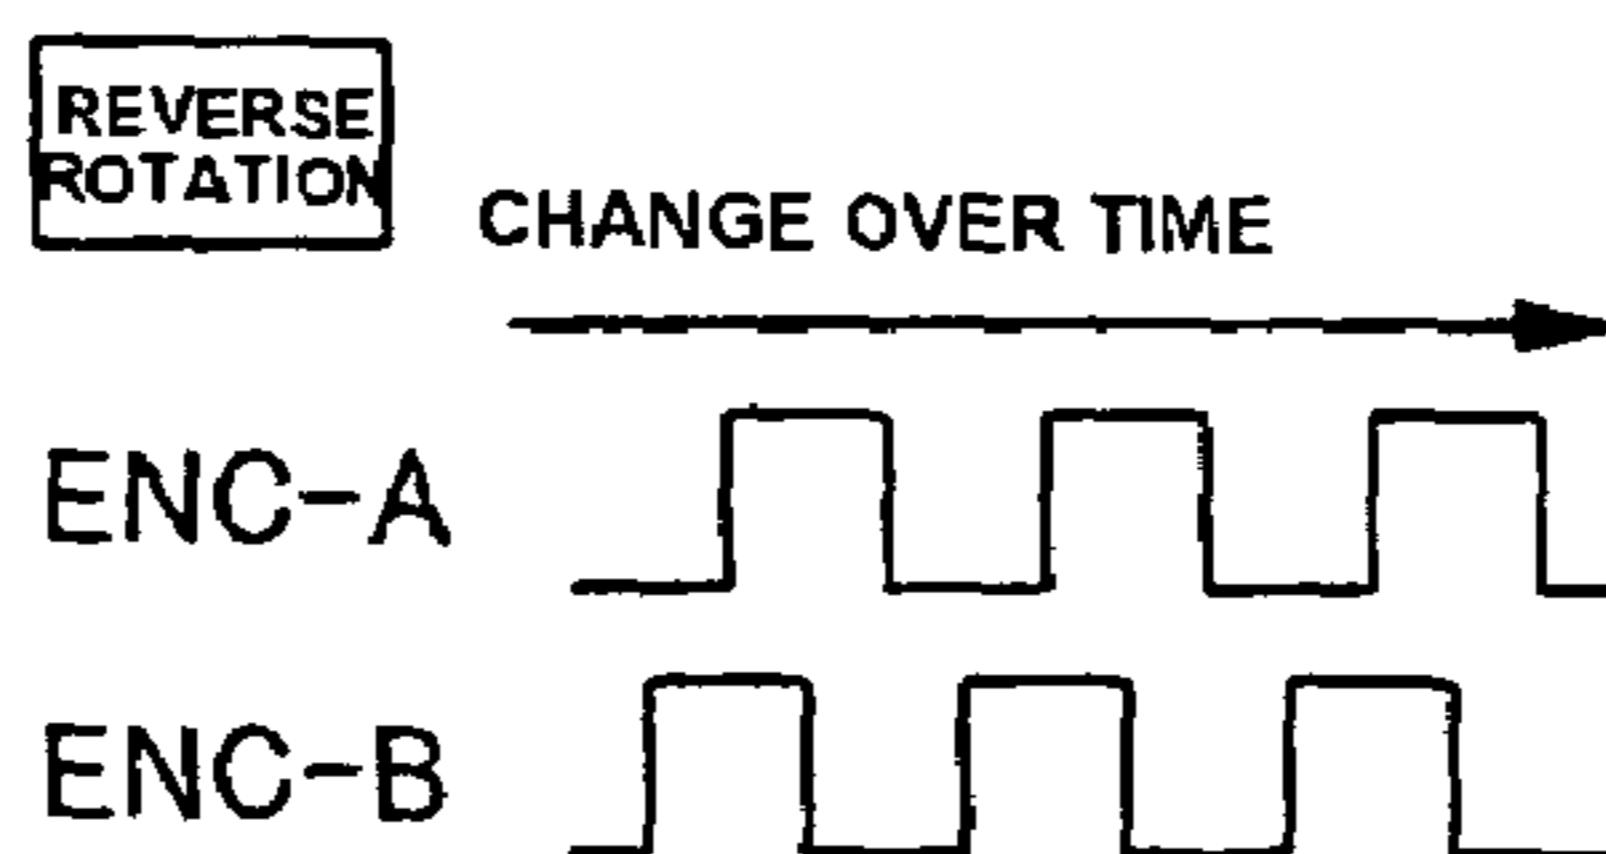 REVERSE
ROTATION
CHANGE OVER TIME
ENC-A
ENC-B